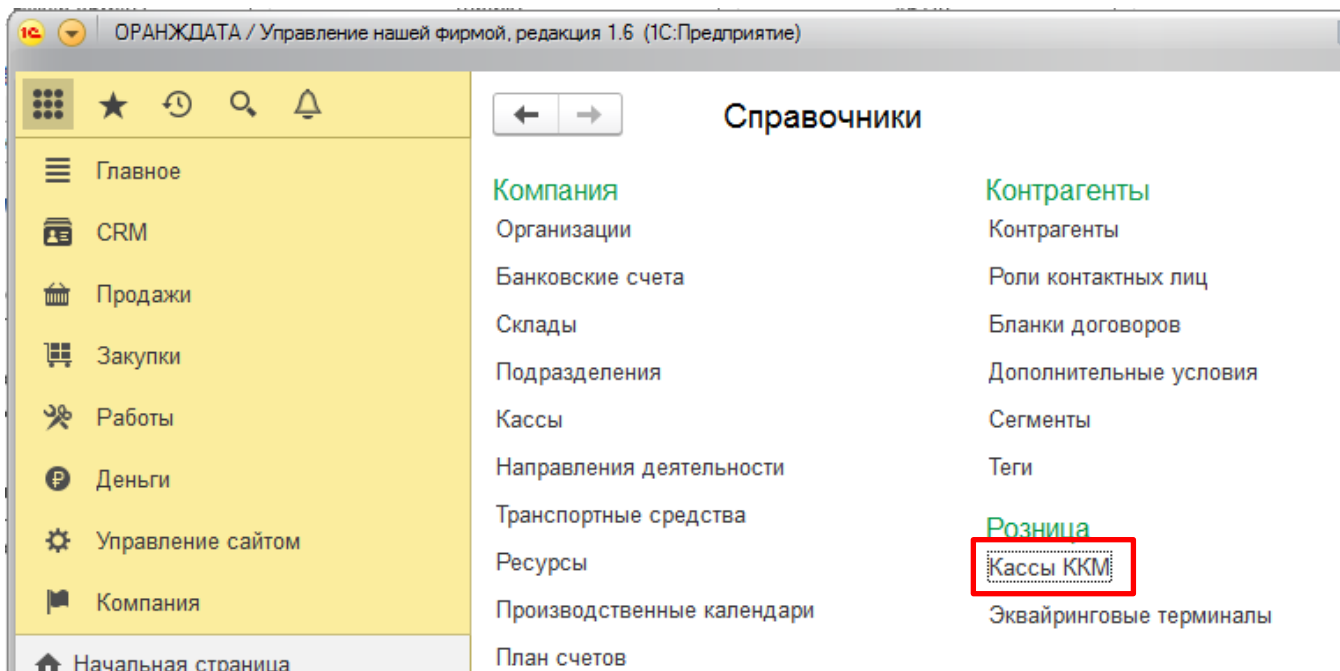 1С ОРАНЖДАТА / Управление нашей фирмой, редакция 1.6 (1С:Предприятие)
Главное
CRM
Продажи
Закупки
Работы
Деньги
Управление сайтом
Компания
Начальная страница
Справочники
Компания
Организации
Банковские счета
Склады
Подразделения
Кассы
Направления деятельности
Транспортные средства
Ресурсы
Производственные календари
План счетов
Контрагенты
Контрагенты
Роли контактных лиц
Бланки договоров
Дополнительные условия
Сегменты
Теги
Розница
Кассы ККМ
Эквайринговые терминалы